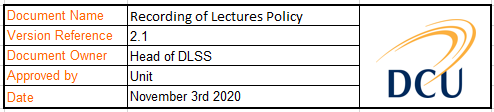 Document Name Recording of Lectures Policy
Version Reference 2.1
Document Owner Head of DLSS
Approved by Unit
Date November 3rd 2020
DCU